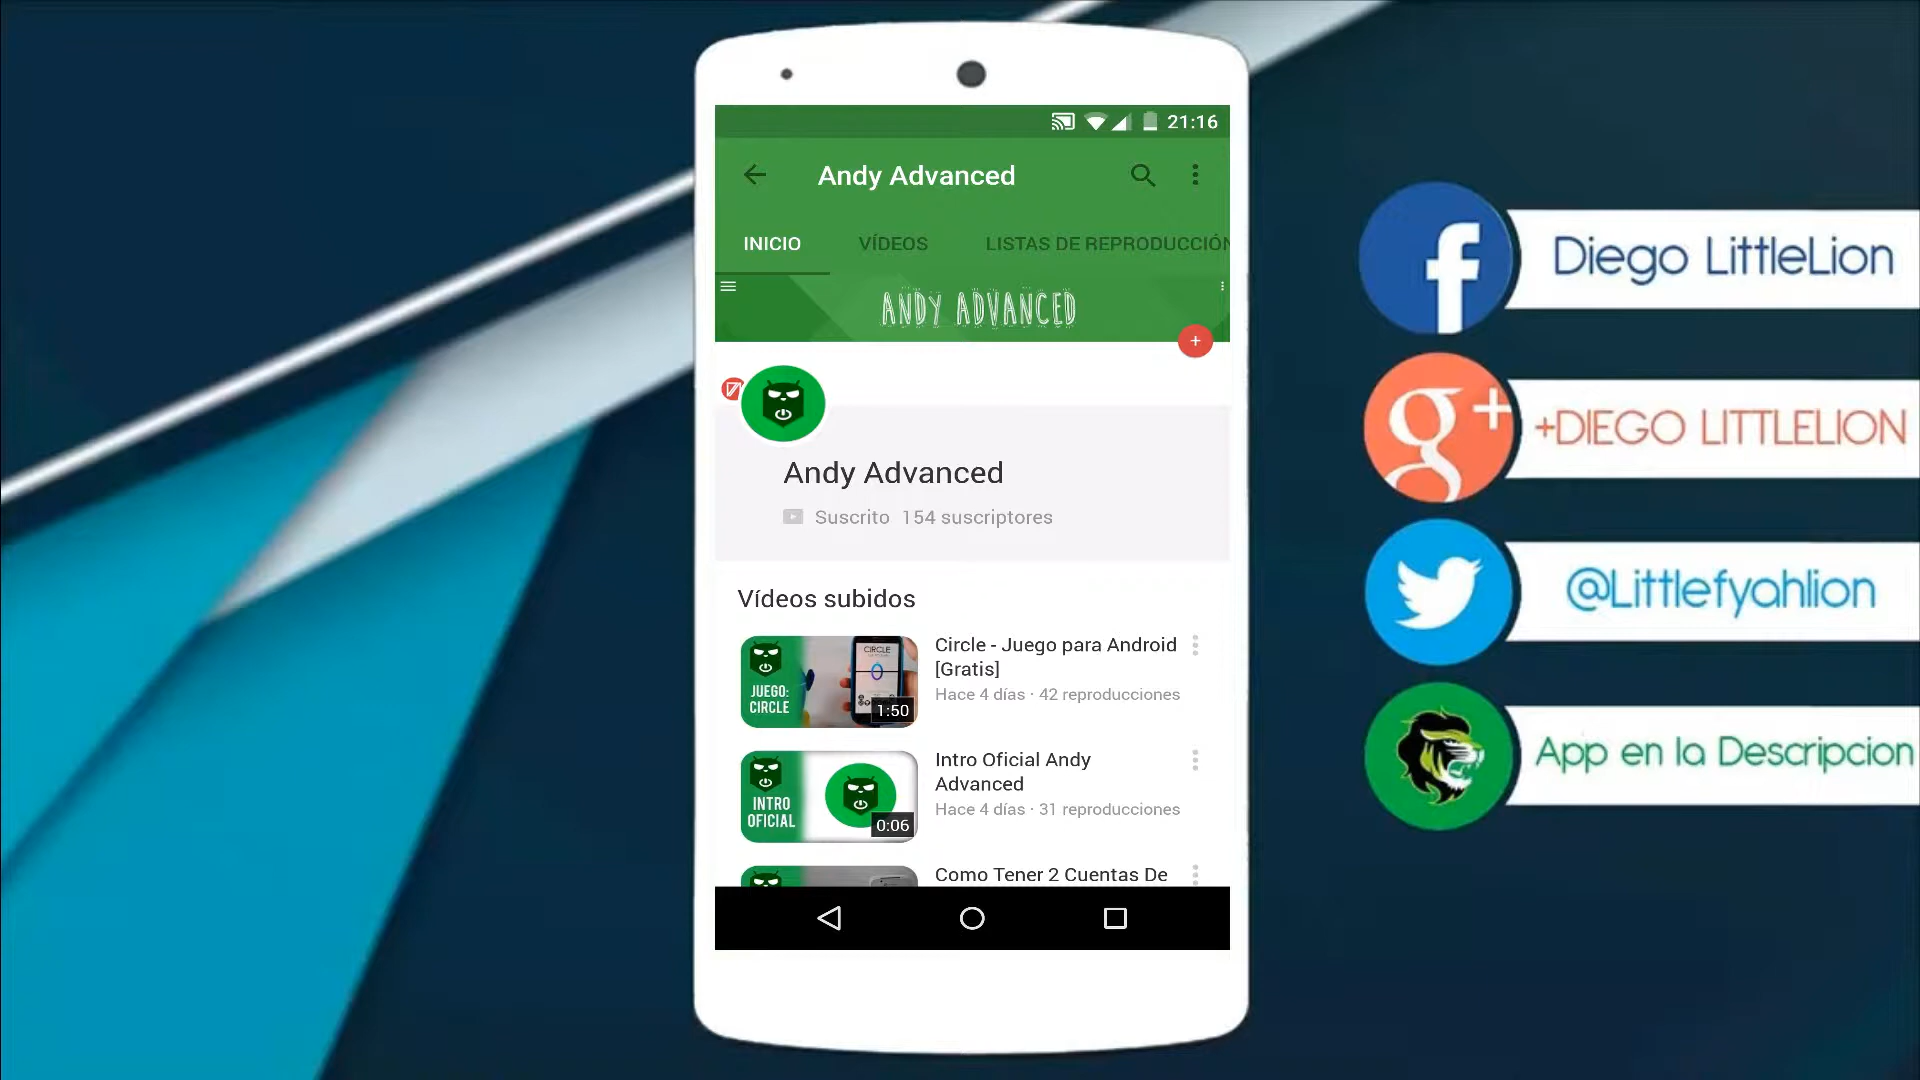 21:16
Andy Advanced
INICIO VÍDEOS LISTAS DE REPRODUCCIÓN
ANDY ADVANCED
Andy Advanced
Suscrito 154 suscriptores
Vídeos subidos
JUEGO:
CIRCLE
CIRCLE
1:50
Circle - Juego para Android
[Gratis]
Hace 4 días · 42 reproducciones
INTRO
OFICIAL
0:06
Intro Oficial Andy
Advanced
Hace 4 días · 31 reproducciones
Como Tener 2 Cuentas De
f Diego LittleLion
g+ +DIEGO LITTLELION
@Littlefyahlion
App en la Descripcion